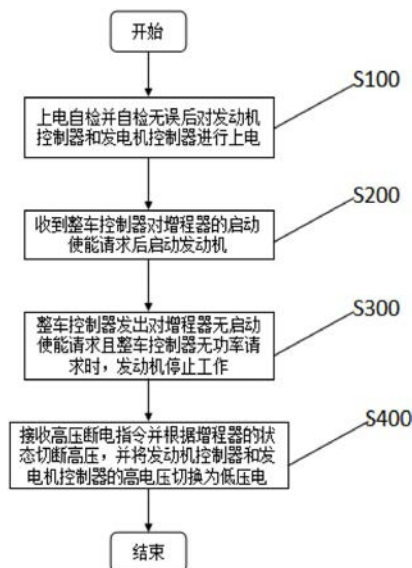 开始
S100
上电自检并自检无误后对发动机
控制器和发电机控制器进行上电
S200
收到整车控制器对增程器的启动
使能请求后启动发动机
S300
整车控制器发出对增程器无启动
使能请求且整车控制器无功率请
求时，发动机停止工作
S400
接收高压断电指令并根据增程器的状
态切断高压，并将发动机控制器和发
电机控制器的高电压切换为低压电
结束